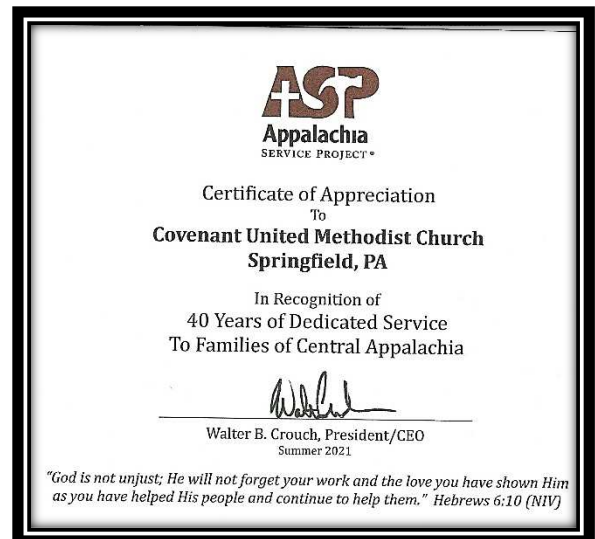 ASP
Appalachia
SERVICE PROJECT®
Certificate of Appreciation
To
Covenant United Methodist Church
Springfield, PA
In Recognition of
40 Years of Dedicated Service
To Families of Central Appalachia
Walter B. Crouch, President/CEO
Summer 2021
"God is not unjust; He will not forget your work and the love you have shown Him
as you have helped His people and continue to help them." Hebrews 6:10 (NIV)